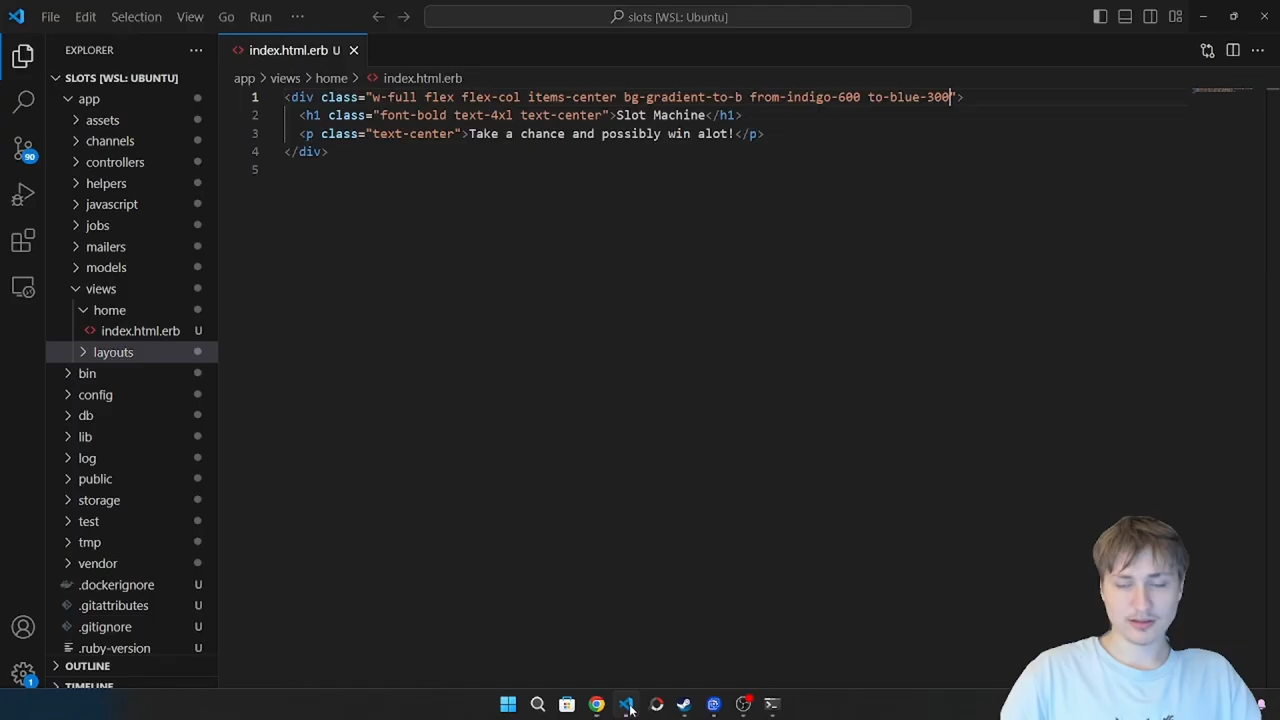 File Edit Selection View Go Run ··· slots [WSL: Ubuntu]
EXPLORER
index.html.erb U
SLOTS [WSL: UBUNTU]
app > views > home > index.html.erb
app
assets
channels
controllers
helpers
javascript
jobs
mailers
models
views
home
index.html.erb U
layouts
bin
config
db
lib
log
public
storage
test
tmp
vendor
.dockerignore U
.gitattributes U
.gitignore U
.ruby-version U
OUTLINE
TIMELINE
90
1
1 <div class="w-full flex flex-col items-center bg-gradient-to-b from-indigo-600 to-blue-300">
2 <h1 class="font-bold text-4xl text-center">Slot Machine</h1>
3 <p class="text-center">Take a chance and possibly win alot!</p>
4 </div>
5